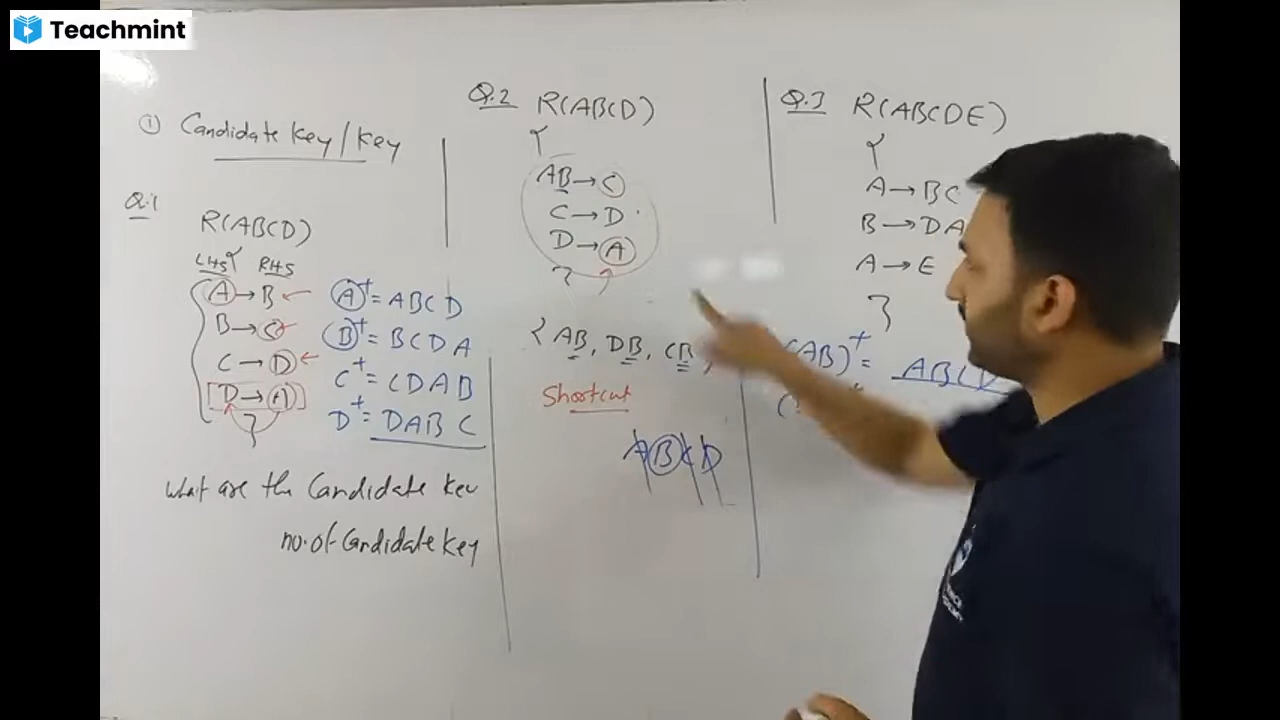 Teachmint
① Candidate Key/Key
Q.1
R(ABCD)
LHS { RHS
A→B
B→C
C→D
[D→A]
}
A⁺= ABCD
B⁺= BCDA
C⁺= CDAB
D⁺= DABC
What are the Candidate Key
no. of Candidate Key
Q.2 R(ABCD)
{
AB→C
C→D
D→A
}
{ AB, DB, CB,
Shortcut
ABCD
Q.3 R(ABCDE)
{
A→BC
B→DA
A→E
}
(AB)⁺= ABCD